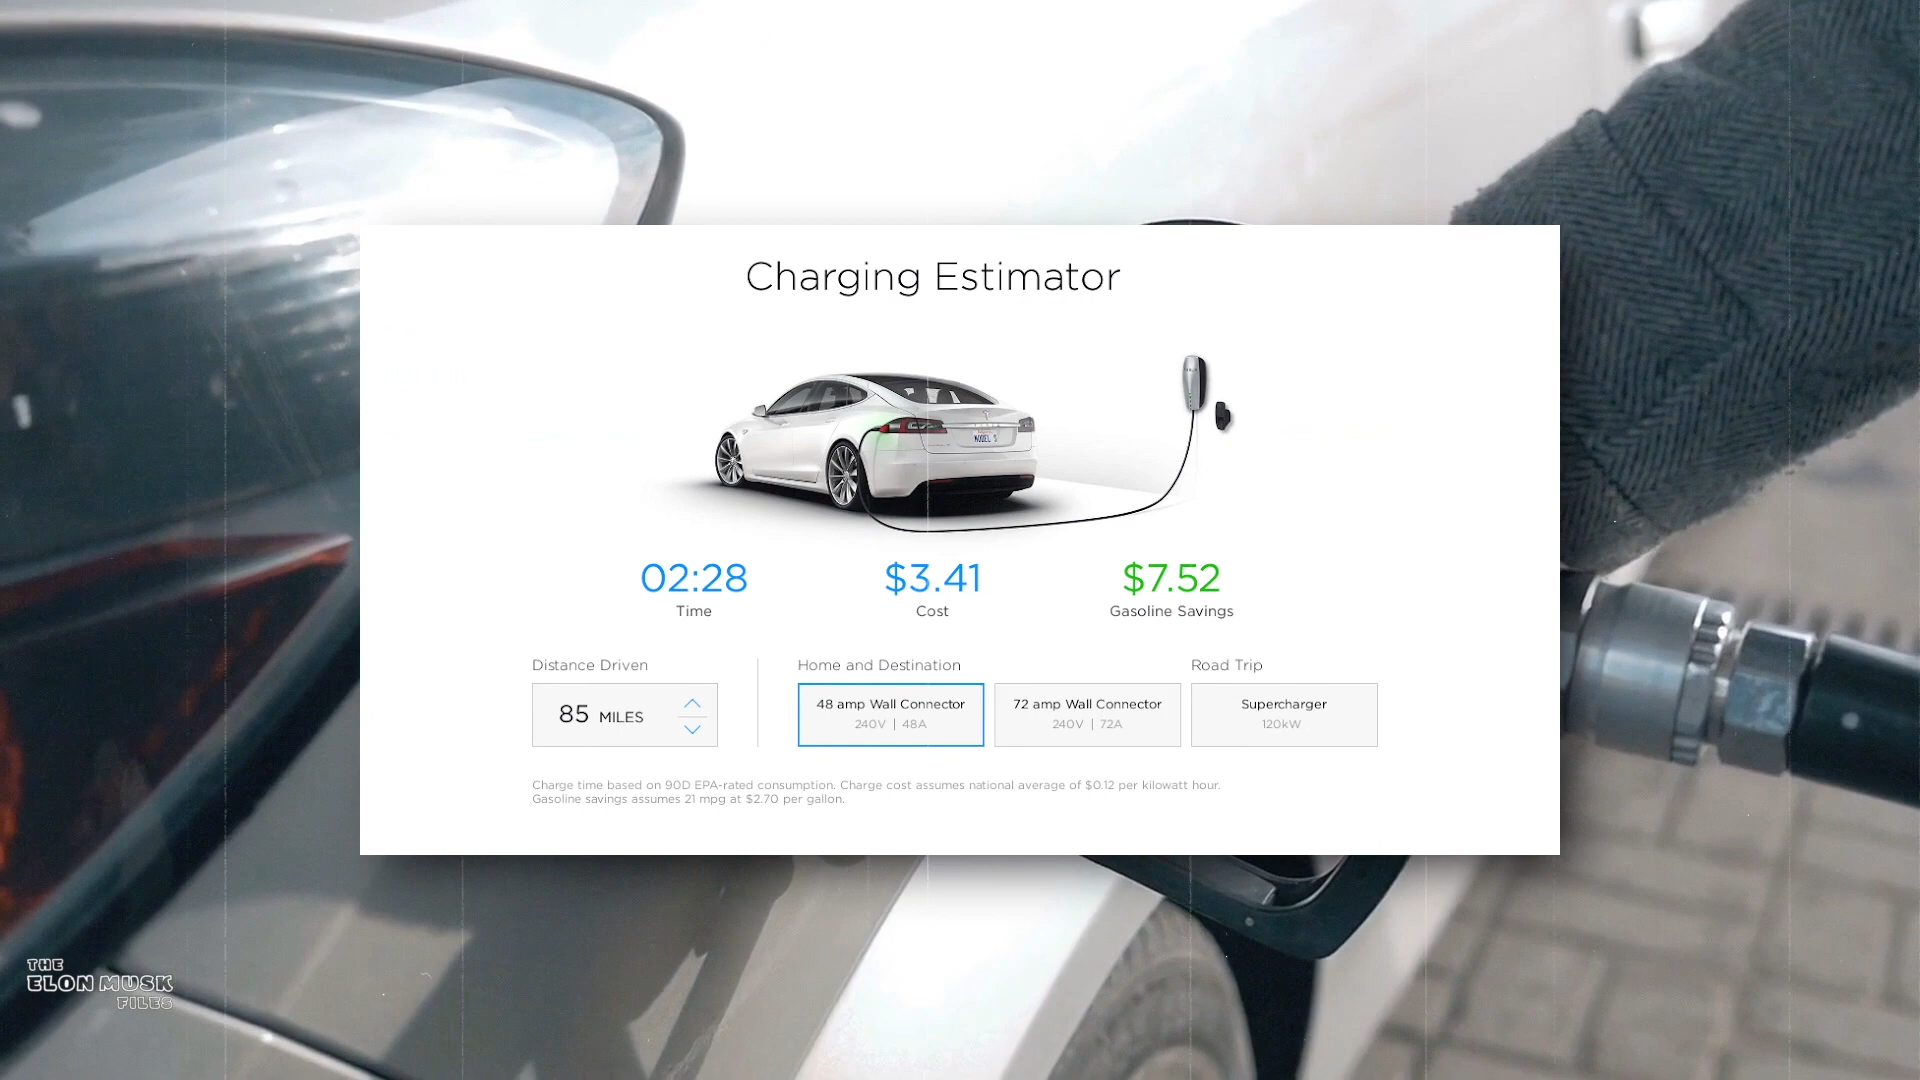 Charging Estimator
TESLA
MODEL S
02:28
Time
$3.41
Cost
$7.52
Gasoline Savings
Distance Driven
85 MILES
Home and Destination
48 amp Wall Connector
240V | 48A
72 amp Wall Connector
240V | 72A
Road Trip
Supercharger
120kW
Charge time based on 90D EPA-rated consumption. Charge cost assumes national average of $0.12 per kilowatt hour.
Gasoline savings assumes 21 mpg at $2.70 per gallon.
THE
ELON MUSK
FILES